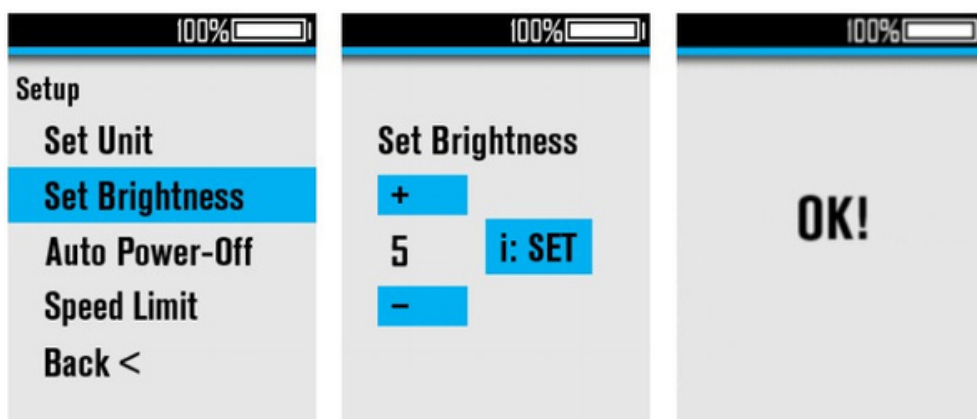 100%
Setup
Set Unit
Set Brightness
Auto Power-Off
Speed Limit
Back <
100%
Set Brightness
+
5
i: SET
−
100%
OK!